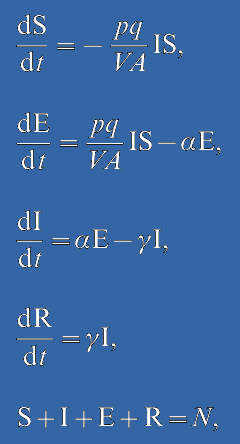 dS/dt = − pq/VA IS,
dE/dt = pq/VA IS − αE,
dI/dt = αE − γI,
dR/dt = γI,
S + I + E + R = N,